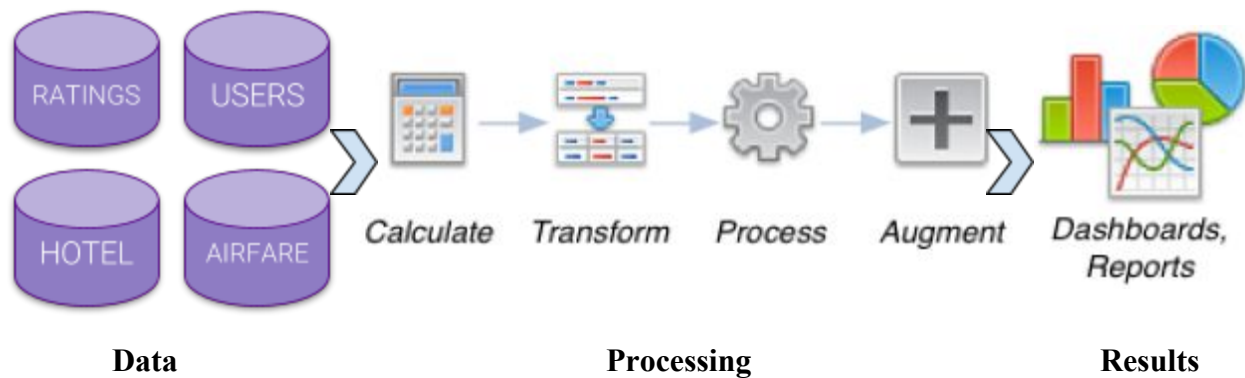 RATINGS
USERS
HOTEL
AIRFARE
Calculate
Transform
Process
Augment
Dashboards,
Reports
Data
Processing
Results